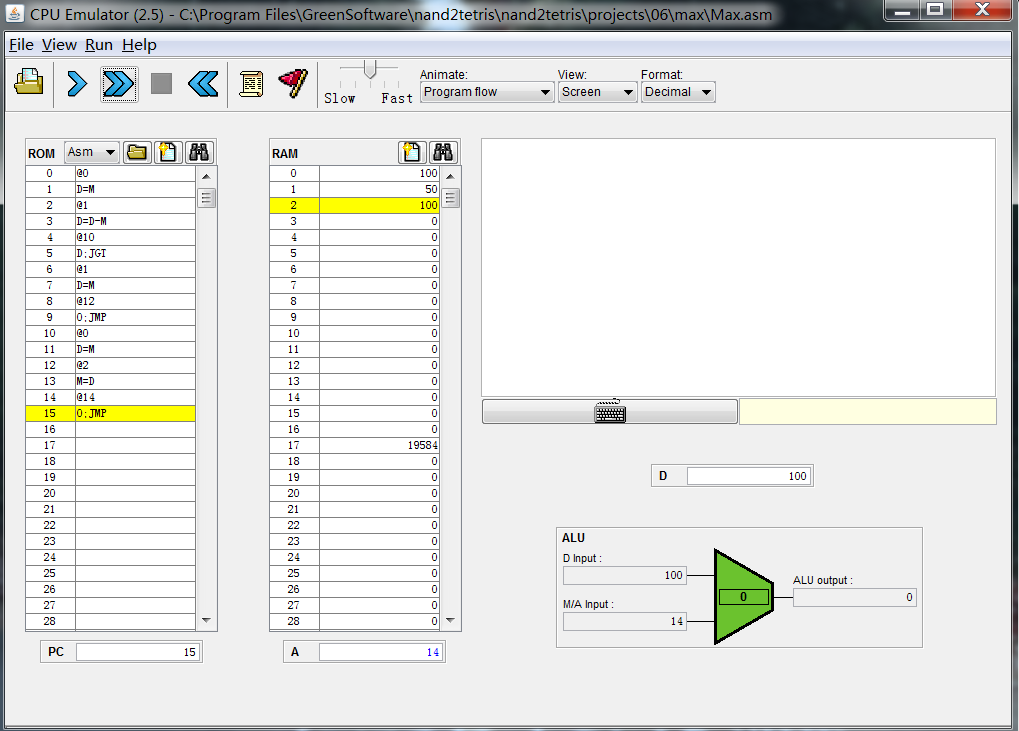 CPU Emulator (2.5) - C:\Program Files\GreenSoftware\nand2tetris\nand2tetris\projects\06\max\Max.asm
File View Run Help
Slow Fast
Animate:
Program flow
View:
Screen
Format:
Decimal
ROM Asm
0 @0
1 D=M
2 @1
3 D=D-M
4 @10
5 D;JGT
6 @1
7 D=M
8 @12
9 0;JMP
10 @0
11 D=M
12 @2
13 M=D
14 @14
15 0;JMP
16
17
18
19
20
21
22
23
24
25
26
27
28
PC 15
RAM
0 100
1 50
2 100
3 0
4 0
5 0
6 0
7 0
8 0
9 0
10 0
11 0
12 0
13 0
14 0
15 0
16 0
17 19584
18 0
19 0
20 0
21 0
22 0
23 0
24 0
25 0
26 0
27 0
28 0
A 14
D 100
ALU
D Input :
100
M/A Input :
14
0
ALU output :
0